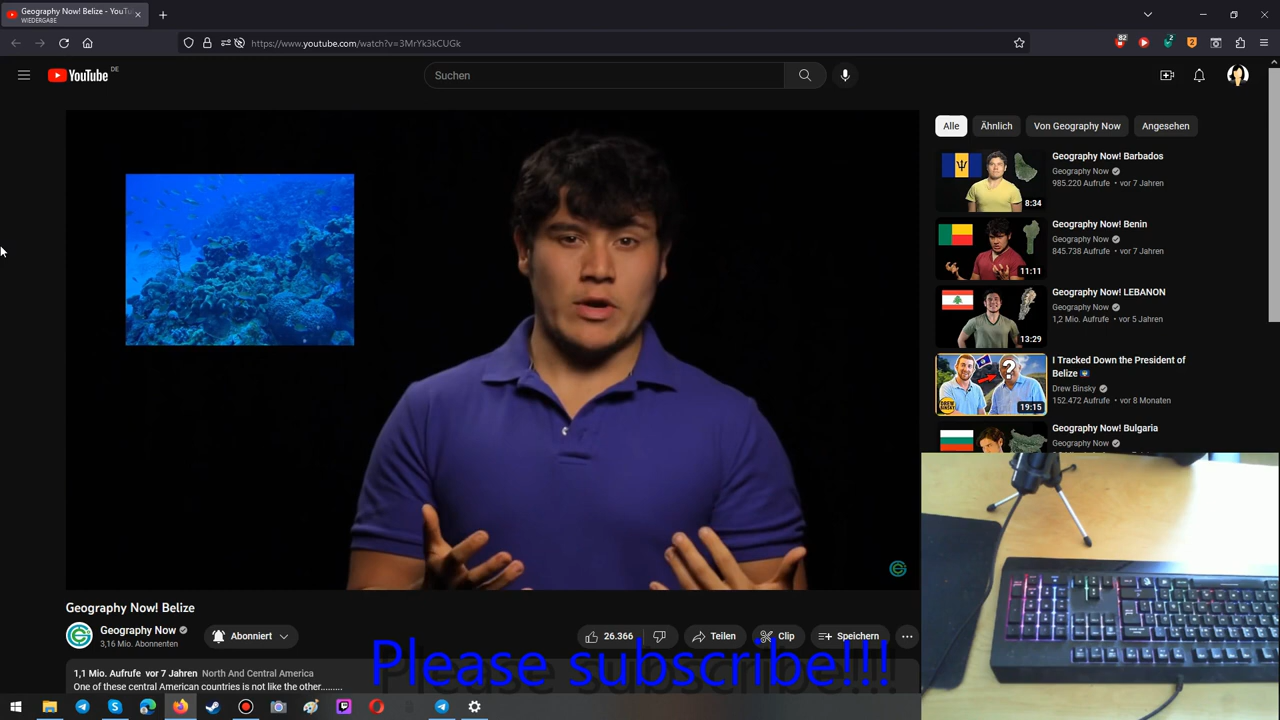 Geography Now! Belize - YouTu
WIEDERGABE
https://www.youtube.com/watch?v=3MrYk3kCUGk
82
2
2
YouTube DE
Suchen
Alle
Ähnlich
Von Geography Now
Angesehen
Geography Now! Barbados
Geography Now
985.220 Aufrufe • vor 7 Jahren
8:34
Geography Now! Benin
Geography Now
845.738 Aufrufe • vor 7 Jahren
11:11
Geography Now! LEBANON
Geography Now
1,2 Mio. Aufrufe • vor 5 Jahren
13:29
I Tracked Down the President of
Belize
Drew Binsky
152.472 Aufrufe • vor 8 Monaten
?
19:15
Geography Now! Bulgaria
Geography Now
Geography Now! Belize
Geography Now
3,16 Mio. Abonnenten
Abonniert
26.366
Teilen
Clip
Speichern
Please subscribe!!!
1,1 Mio. Aufrufe vor 7 Jahren North And Central America
One of these central American countries is not like the other.........